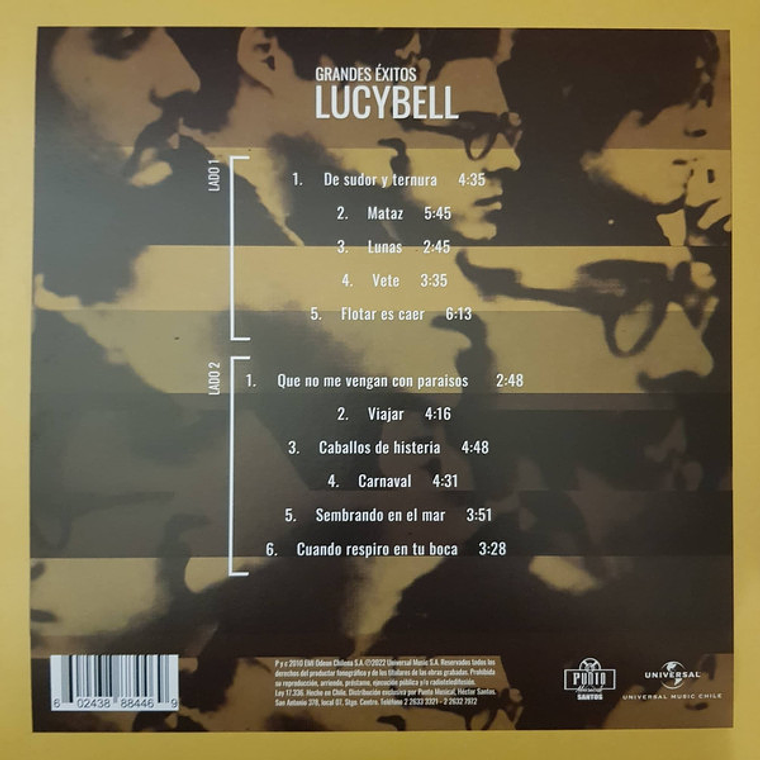 GRANDES ÉXITOS
LUCYBELL
LADO 1
1. De sudor y ternura 4:35
2. Mataz 5:45
3. Lunas 2:45
4. Vete 3:35
5. Flotar es caer 6:13
LADO 2
1. Que no me vengan con paraisos 2:48
2. Viajar 4:16
3. Caballos de histeria 4:48
4. Carnaval 4:31
5. Sembrando en el mar 3:51
6. Cuando respiro en tu boca 3:28
6 02438 88446 9
P y c 2010 EMI Odeon Chilena S.A. ℗2022 Universal Music S.A. Reservados todos los
derechos del productor fonográfico y de los titulares de las obras grabadas. Prohibida
su reproducción, arriendo, préstamo, ejecución pública y/o radioteledifusión.
Ley 17.336. Hecho en Chile. Distribución exclusiva por Punto Musical, Héctor Santos.
San Antonio 378, local 07, Stgo. Centro. Teléfono 2 2633 3321 - 2 2632 7972
PUNTO
Musical
SANTOS
UNIVERSAL
UNIVERSAL MUSIC CHILE